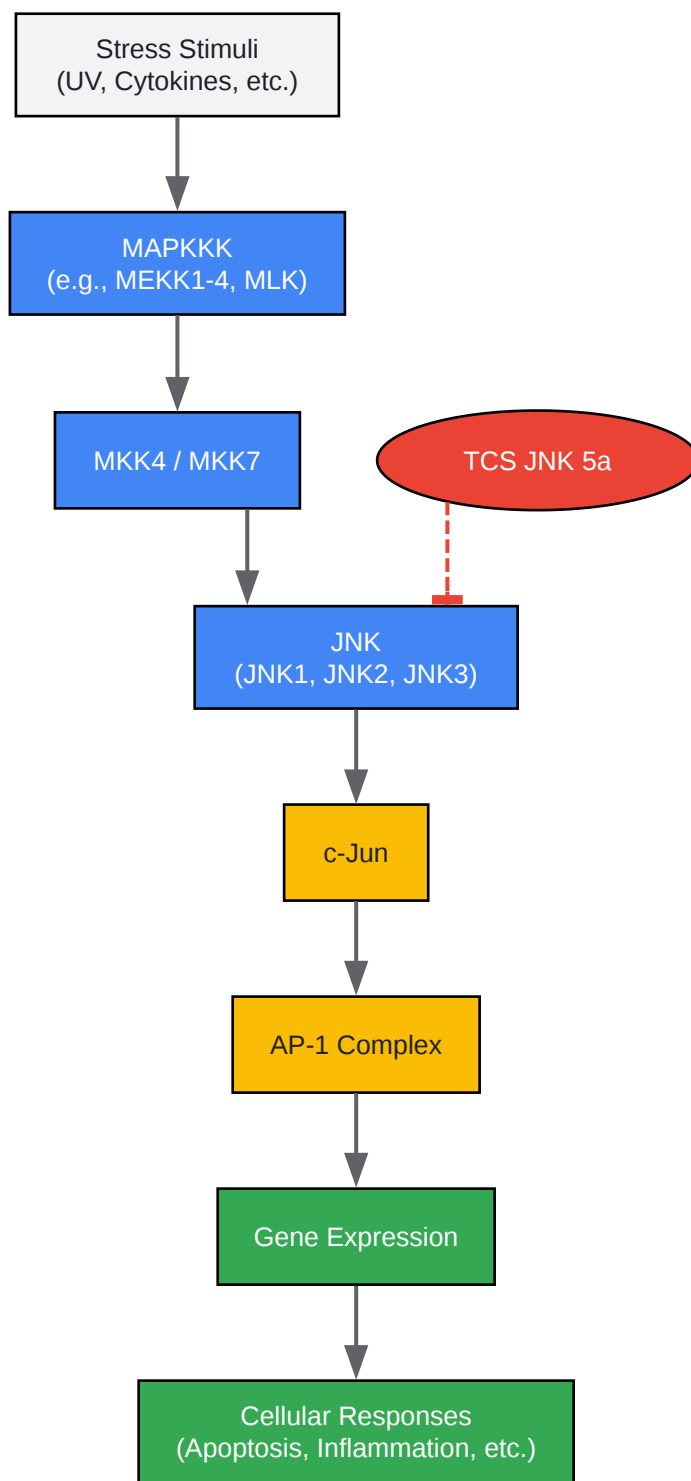 Stress Stimuli
(UV, Cytokines, etc.)
MAPKKK
(e.g., MEKK1-4, MLK)
MKK4 / MKK7
TCS JNK 5a
JNK
(JNK1, JNK2, JNK3)
c-Jun
AP-1 Complex
Gene Expression
Cellular Responses
(Apoptosis, Inflammation, etc.)